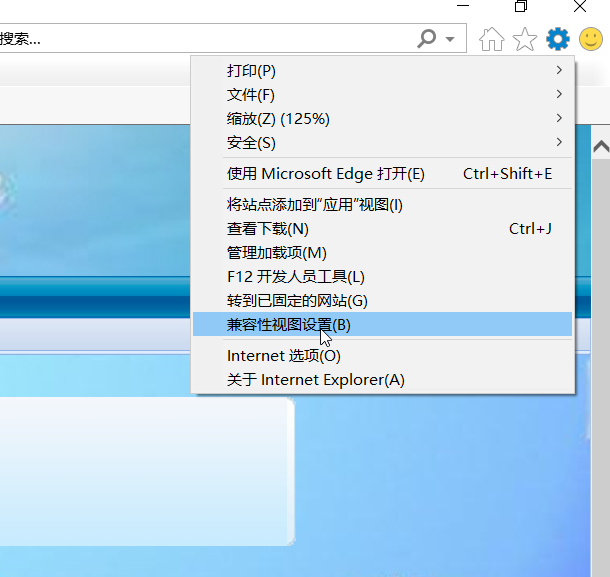 搜索...
打印(P)
文件(F)
缩放(Z) (125%)
安全(S)
使用 Microsoft Edge 打开(E) Ctrl+Shift+E
将站点添加到“应用”视图(I)
查看下载(N) Ctrl+J
管理加载项(M)
F12 开发人员工具(L)
转到已固定的网站(G)
兼容性视图设置(B)
Internet 选项(O)
关于 Internet Explorer(A)